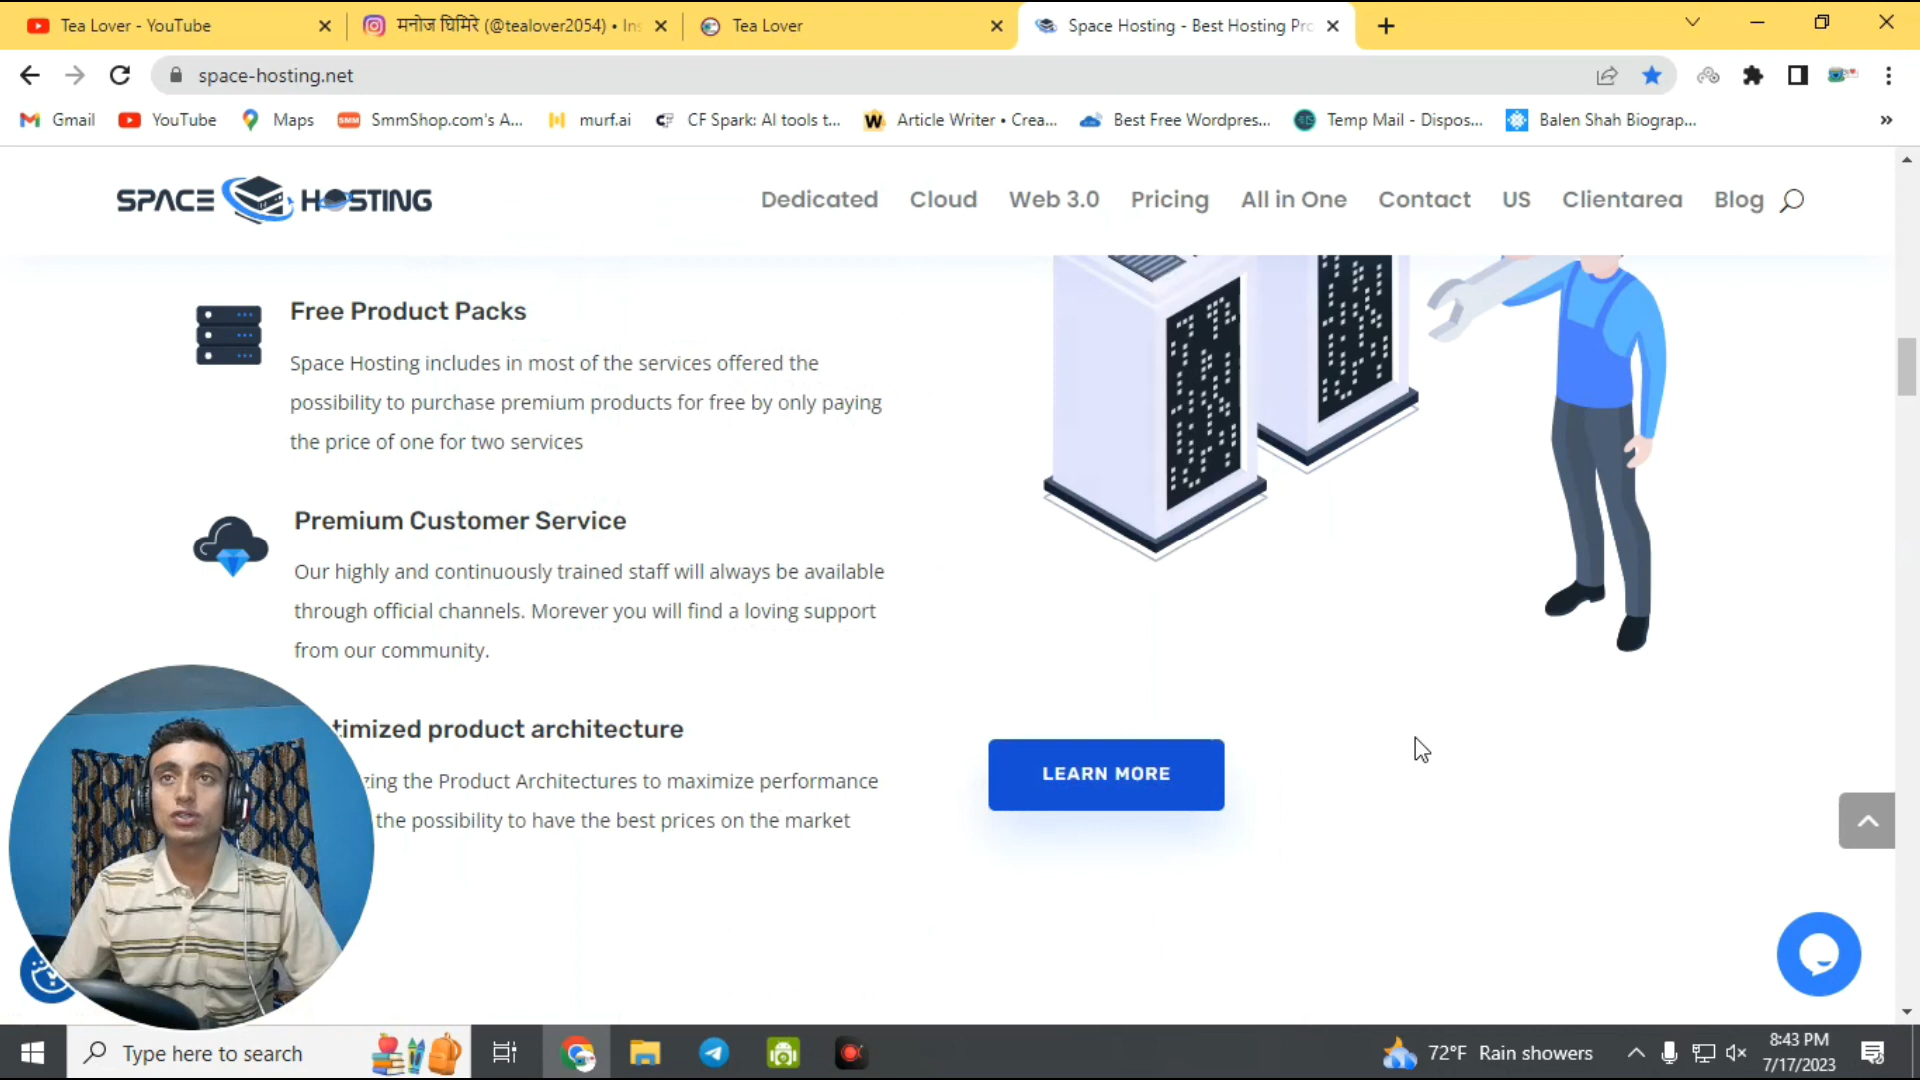 Tea Lover - YouTube
मनोज घिमिरे (@tealover2054) • Ins
Tea Lover
Space Hosting - Best Hosting Pro
space-hosting.net
Gmail
YouTube
Maps
SmmShop.com's A...
murf.ai
CF Spark: AI tools t...
Article Writer • Crea...
Best Free Wordpres...
Temp Mail - Dispos...
Balen Shah Biograp...
»
SPACE HOSTING
Dedicated
Cloud
Web 3.0
Pricing
All in One
Contact
US
Clientarea
Blog
Free Product Packs
Space Hosting includes in most of the services offered the
possibility to purchase premium products for free by only paying
the price of one for two services
Premium Customer Service
Our highly and continuously trained staff will always be available
through official channels. Morever you will find a loving support
from our community.
timized product architecture
zing the Product Architectures to maximize performance
the possibility to have the best prices on the market
LEARN MORE
Type here to search
72°F Rain showers
8:43 PM
7/17/2023